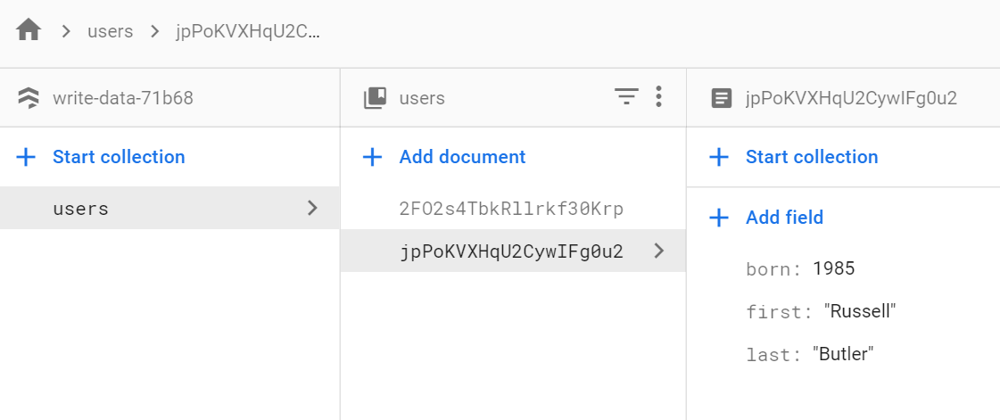 users jpPoKVXHqU2C...
write-data-71b68
users
jpPoKVXHqU2CywIFg0u2
Start collection
Add document
Start collection
users
2FO2s4TbkRllrkf30Krp
jpPoKVXHqU2CywIFg0u2
Add field
born: 1985
first: "Russell"
last: "Butler"